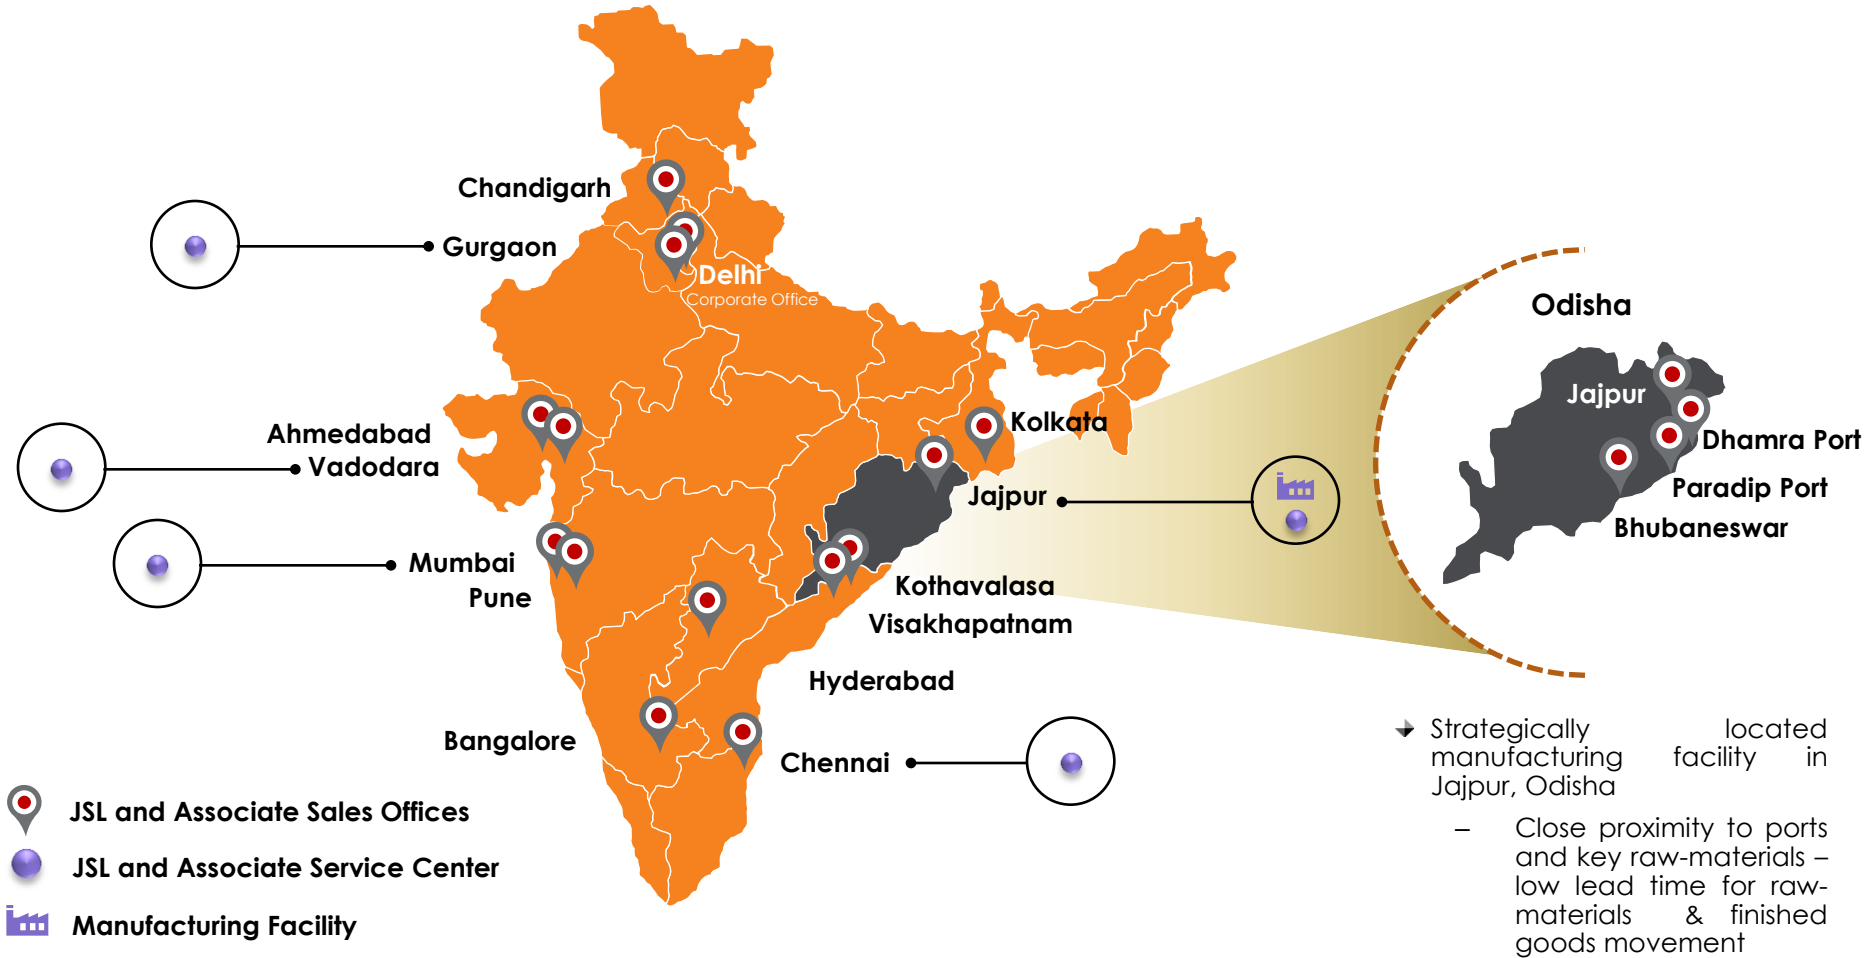 Chandigarh
Gurgaon
Delhi
Corporate Office
Ahmedabad
Vadodara
Kolkata
Jajpur
Mumbai
Pune
Kothavalasa
Visakhapatnam
Hyderabad
Bangalore
Chennai
JSL and Associate Sales Offices
JSL and Associate Service Center
Manufacturing Facility
Odisha
Jajpur
Dhamra Port
Paradip Port
Bhubaneswar
Strategically located
manufacturing facility in
Jajpur, Odisha
– Close proximity to ports
and key raw-materials –
low lead time for raw-
materials & finished
goods movement